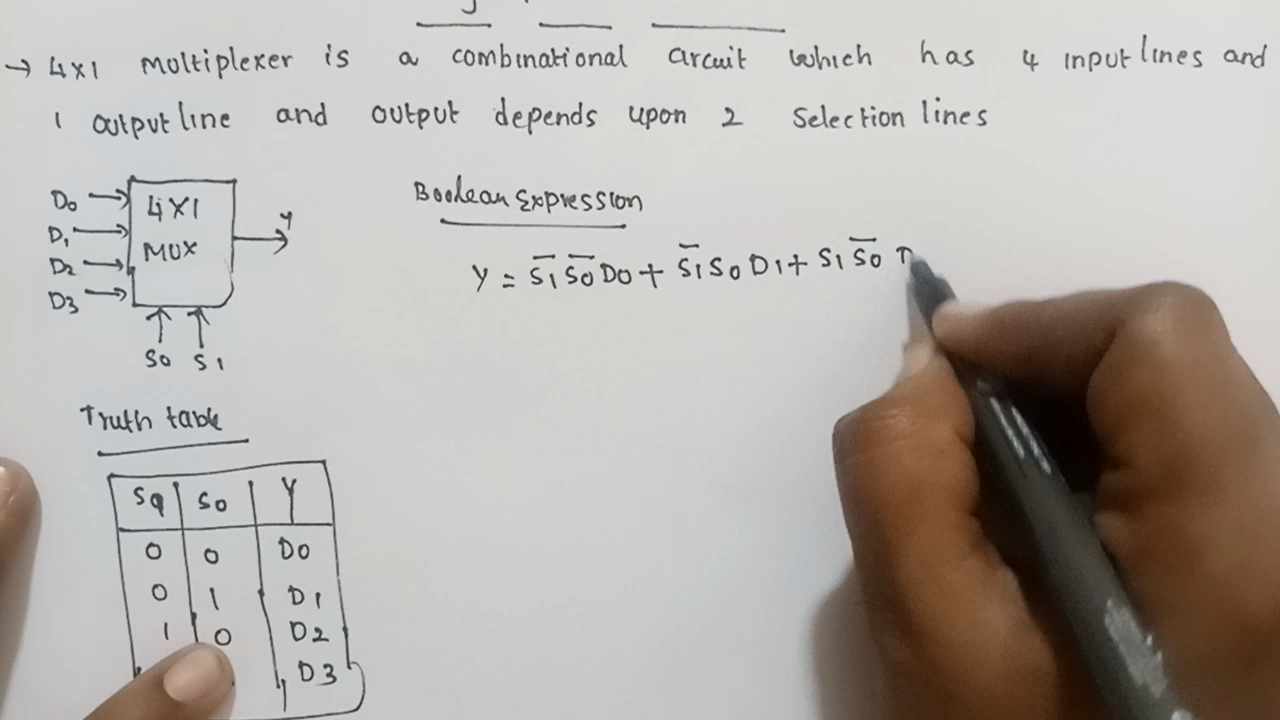 → 4x1 moltiplexer is a combinational circuit which has 4 input lines and
1 output line and output depends upon 2 Selection lines
D0
D1
D2
D3
4x1
MUX
Y
S0 S1
Boolean Expression
Y = S̅1 S̅0 D0 + S̅1 S0 D1 + S1 S̅0
Truth table
Sq S0 Y
0 0 D0
0 1 D1
1 0 D2
D3